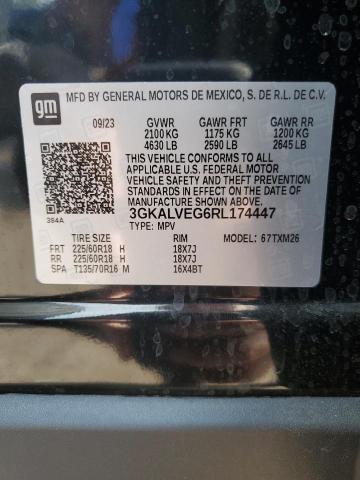 gm MFD BY GENERAL MOTORS DE MEXICO, S. DE R.L. DE C.V.
09/23 GVWR GAWR FRT GAWR RR
2100 KG 1175 KG 1200 KG
4630 LB 2590 LB 2645 LB
THIS VEHICLE CONFORMS TO ALL
APPLICABLE U.S. FEDERAL MOTOR VEHICLE
SAFETY AND THEFT PREVENTION
STANDARDS IN EFFECT ON THE DATE OF
MANUFACTURE SHOWN ABOVE.
3GKALVEG6RL174447
384A TYPE: MPV
TIRE SIZE RIM MODEL: 67TXM26
FRT 225/60R18 H 18X7J
RR 225/60R18 H 18X7J
SPA T135/70R16 M 16X4BT